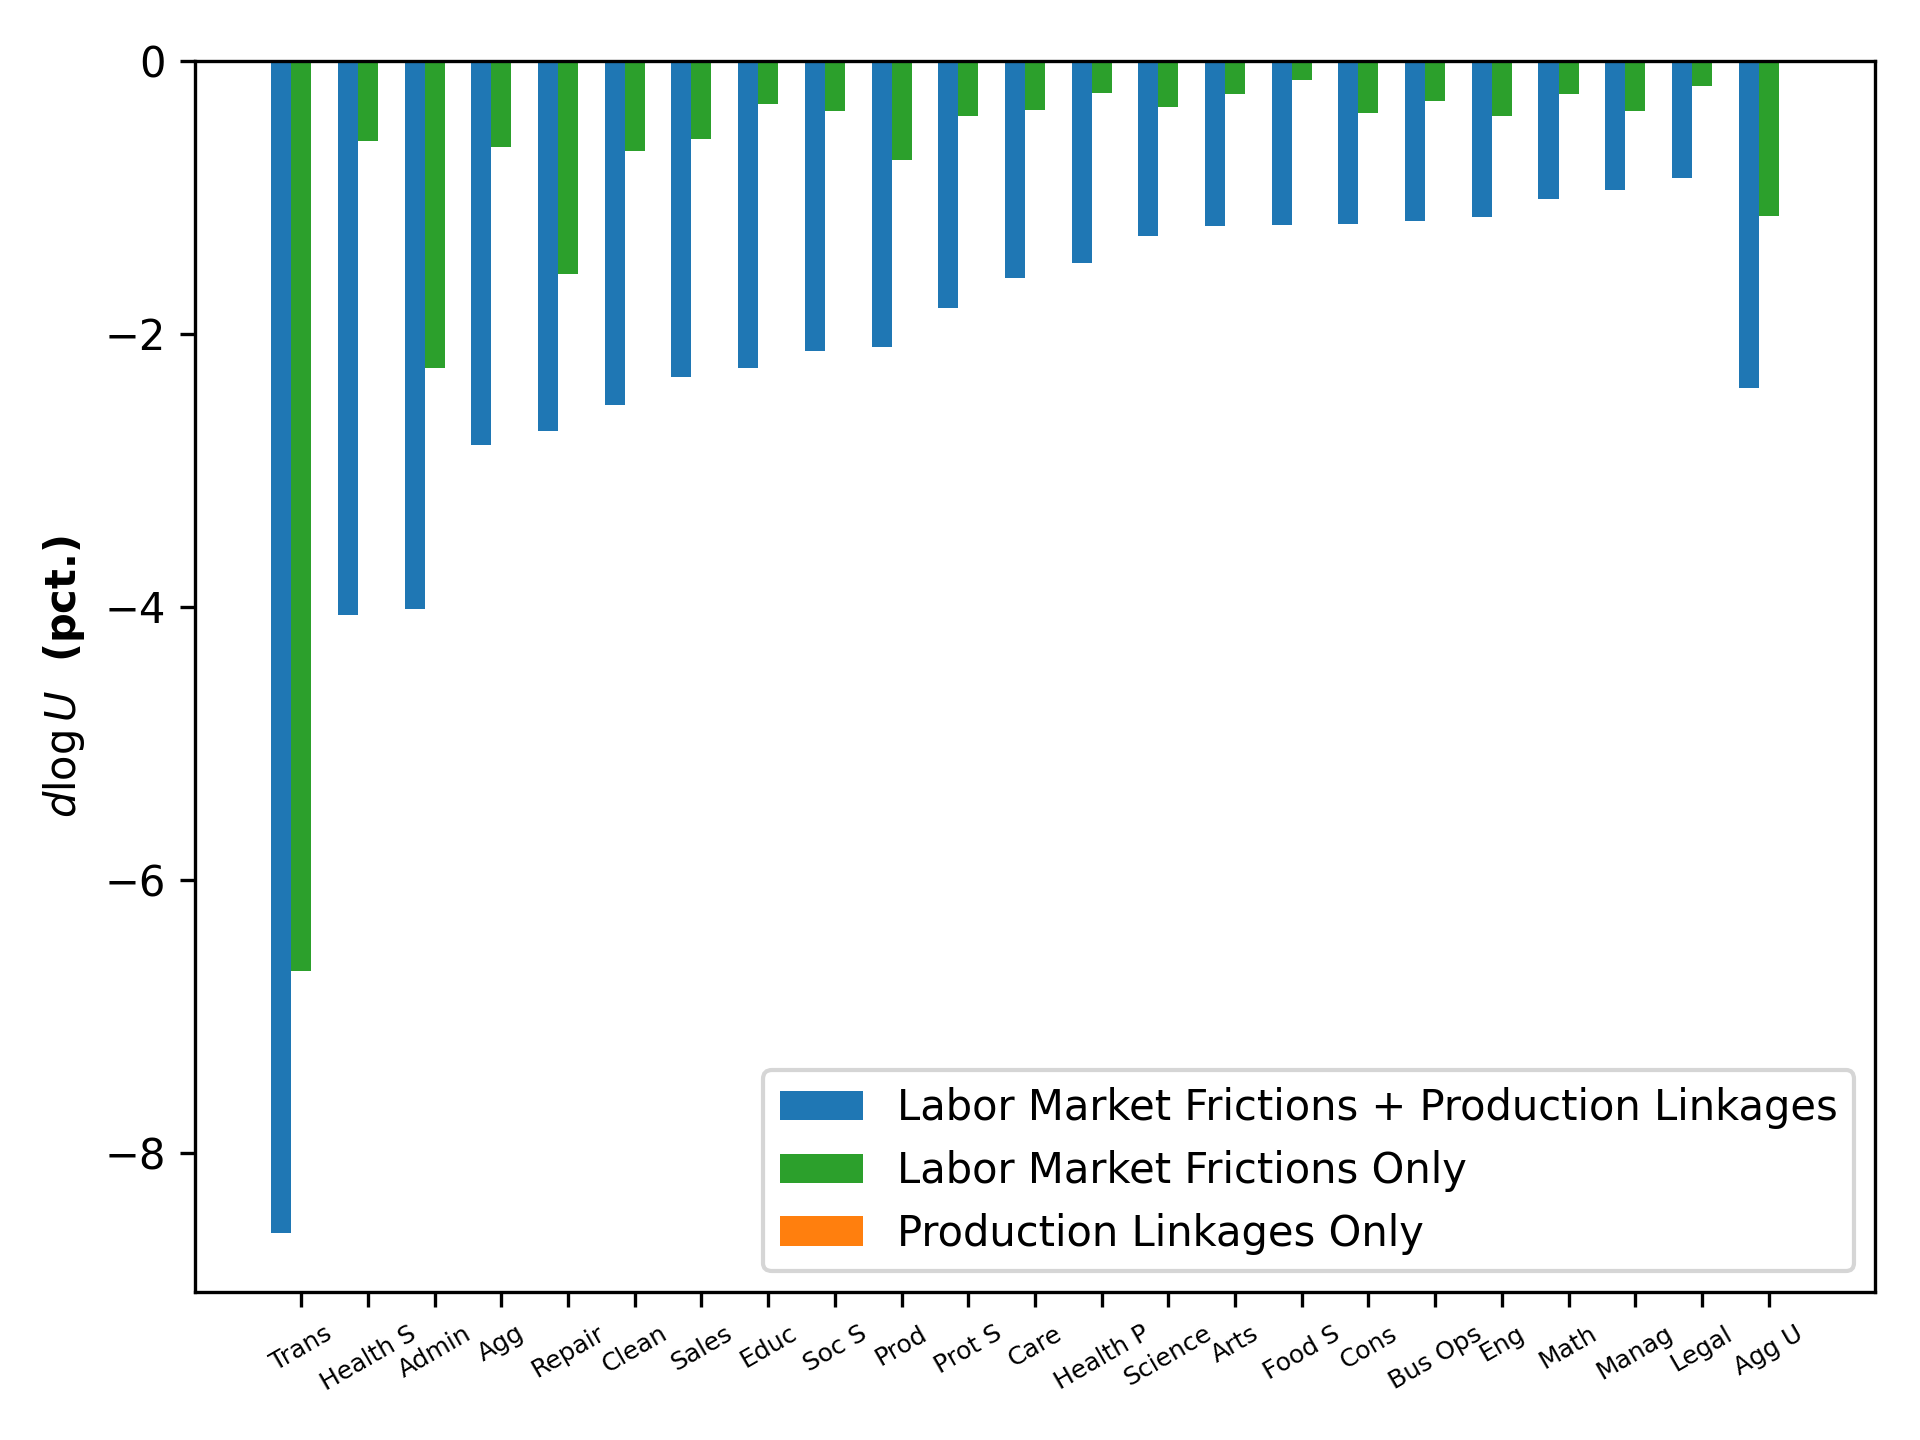 0
−2
−4
−6
−8
d log U (pct.)
Labor Market Frictions + Production Linkages
Labor Market Frictions Only
Production Linkages Only
Trans
Health S
Admin
Agg
Repair
Clean
Sales
Educ
Soc S
Prod
Prot S
Care
Health P
Science
Arts
Food S
Cons
Bus Ops
Eng
Math
Manag
Legal
Agg U